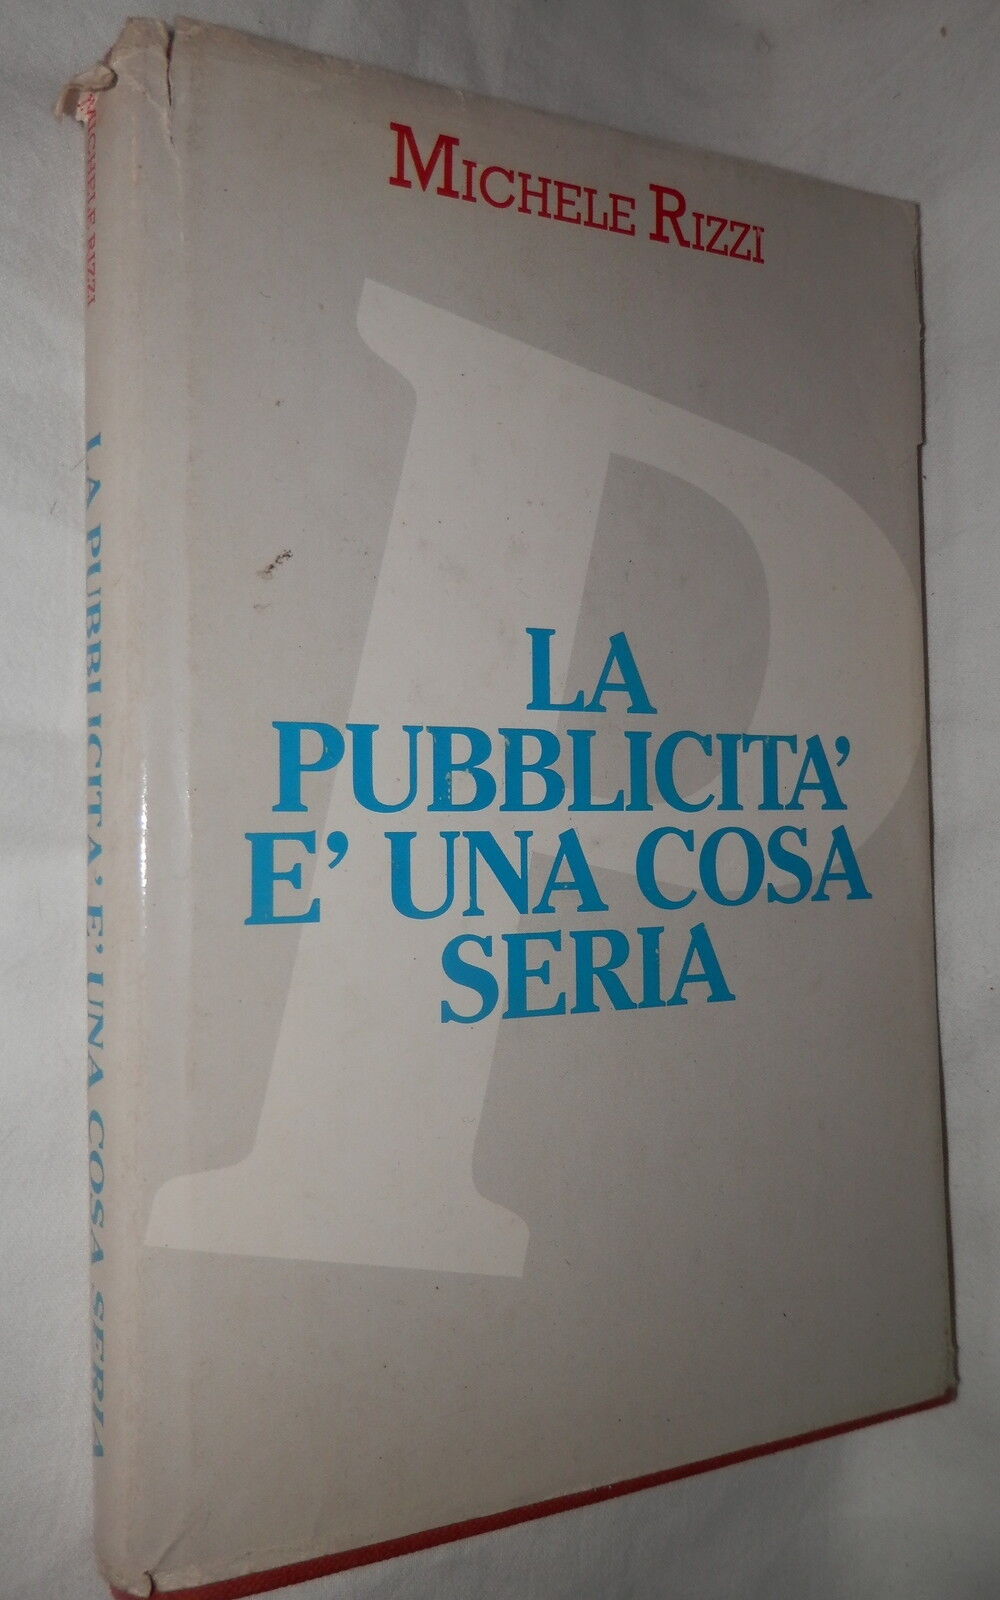 MICHELE RIZZI
LA
PUBBLICITA'
E' UNA COSA
SERIA
P
MICHELE RIZZI
LA PUBBLICITA' E' UNA COSA SERIA